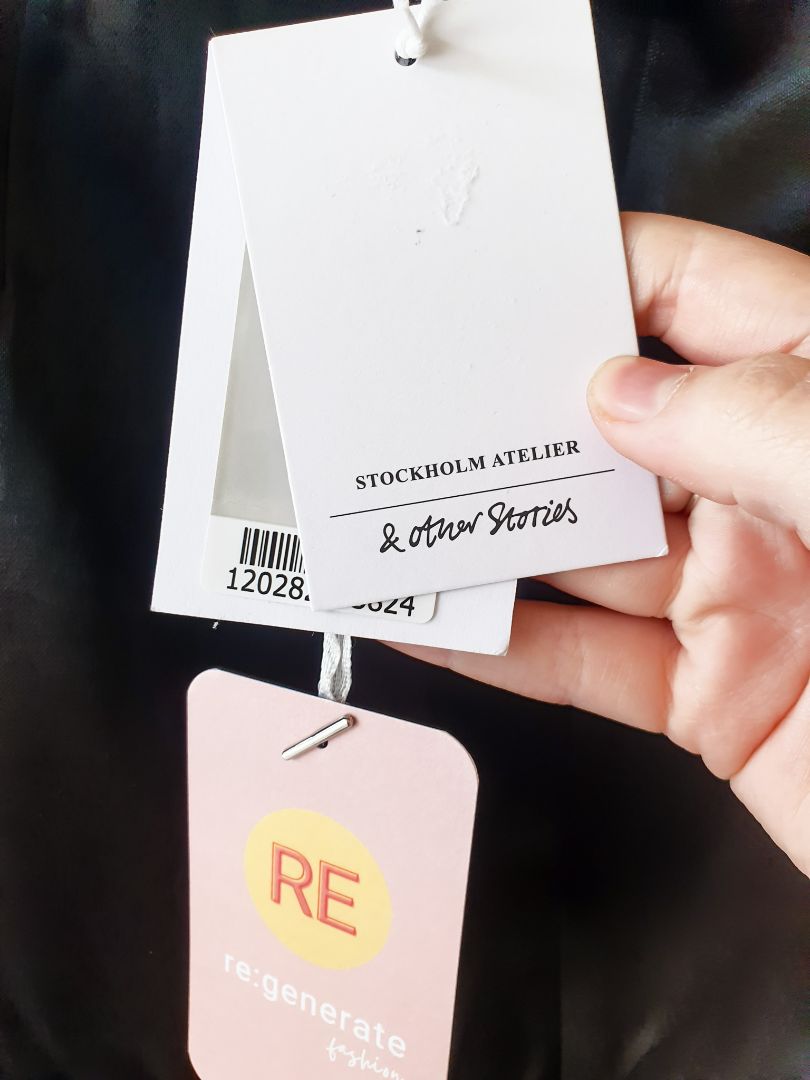 STOCKHOLM ATELIER
& other Stories
RE
re:generate
fashion